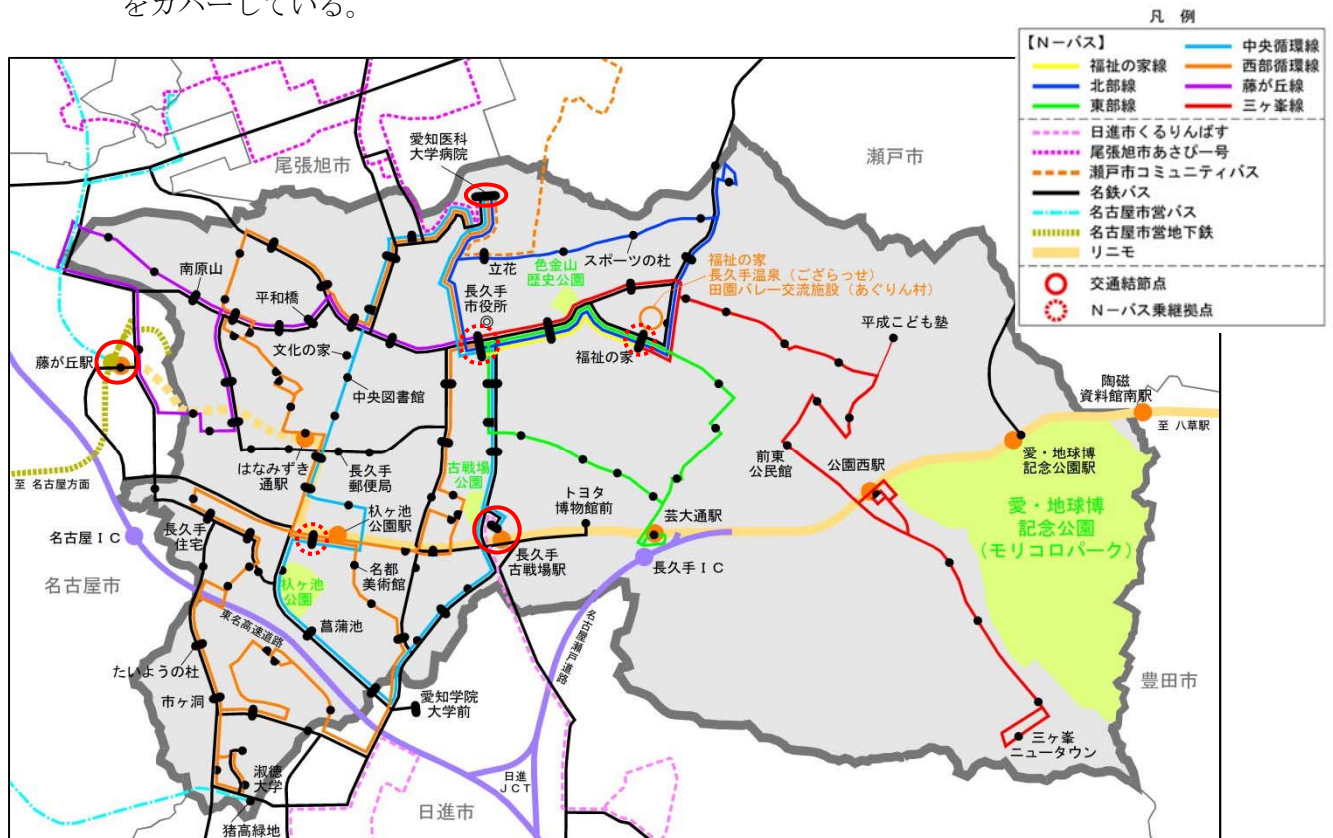 をカバーしている。
凡 例
【N－バス】
福祉の家線
北部線
東部線
中央循環線
西部循環線
藤が丘線
三ヶ峯線
日進市くるりんばす
尾張旭市あさぴー号
瀬戸市コミュニティバス
名鉄バス
名古屋市営バス
名古屋市営地下鉄
リニモ
交通結節点
N－バス乗継拠点
尾張旭市
愛知医科
大学病院
瀬戸市
南原山
平和橋
立花
色金山
歴史公園
スポーツの杜
福祉の家
長久手温泉（ござらっせ）
田園バレー交流施設（あぐりん村）
長久手
市役所
平成こども塾
藤が丘駅
文化の家
福祉の家
中央図書館
陶磁
資料館南駅
至 八草駅
はなみずき
通駅
長久手
郵便局
前東
公民館
公園西駅
愛・地球博
記念公園駅
至 名古屋方面
古戦場
公園
トヨタ
博物館前
芸大通駅
愛・地球博
記念公園
（モリコロパーク）
名古屋ＩＣ
長久手
住宅
杁ヶ池
公園駅
長久手
古戦場駅
長久手ＩＣ
名古屋市
名都
美術館
杁ヶ池
公園
東名高速道路
菖蒲池
名古屋瀬戸道路
たいようの杜
市ヶ洞
愛知学院
大学前
豊田市
三ヶ峯
ニュータウン
淑徳
大学
日進
ＪＣＴ
日進市
猪高緑地